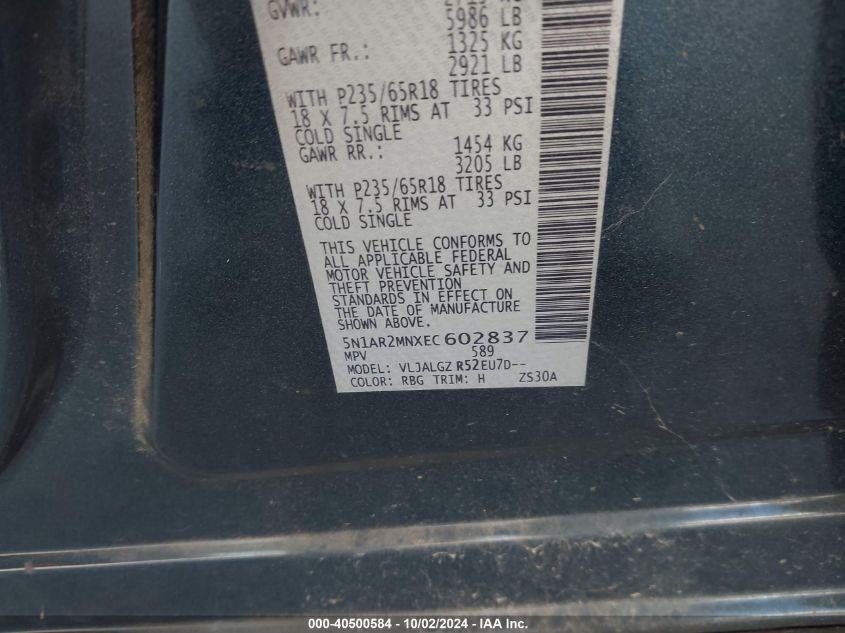 GVWR:
5986 LB
GAWR FR.: 1325 KG
2921 LB
WITH P235/65R18 TIRES
18 X 7.5 RIMS AT 33 PSI
COLD SINGLE
GAWR RR.: 1454 KG
3205 LB
WITH P235/65R18 TIRES
18 X 7.5 RIMS AT 33 PSI
COLD SINGLE
THIS VEHICLE CONFORMS TO
ALL APPLICABLE FEDERAL
MOTOR VEHICLE SAFETY AND
THEFT PREVENTION
STANDARDS IN EFFECT ON
THE DATE OF MANUFACTURE
SHOWN ABOVE.
5N1AR2MNXEC602837
MPV 589
MODEL: VLJALGZ R52EU7D--
COLOR: RBG TRIM: H ZS30A
000-40500584 - 10/02/2024 - IAA Inc.